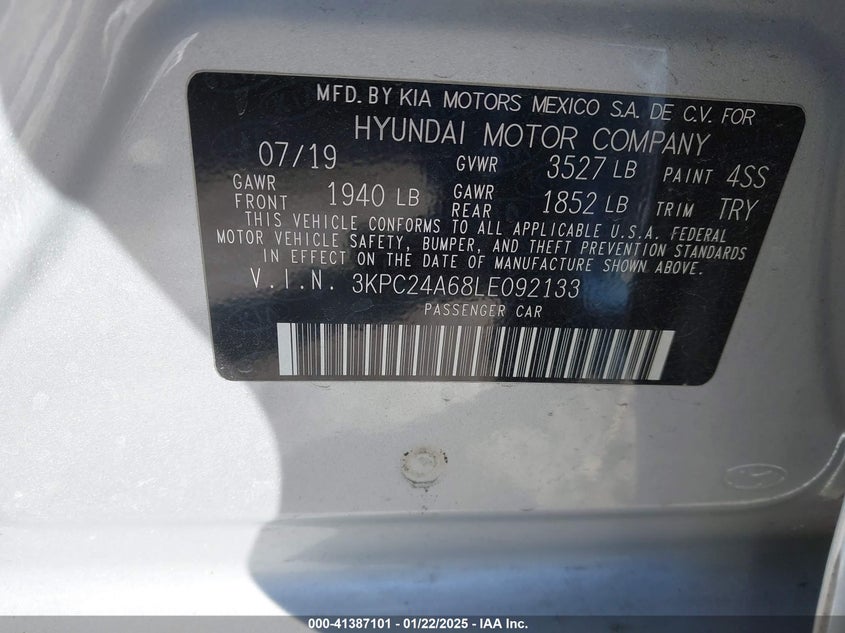 MFD. BY KIA MOTORS MEXICO S.A. DE C.V. FOR
HYUNDAI MOTOR COMPANY
07/19 GVWR 3527 LB PAINT 4SS
GAWR FRONT 1940 LB GAWR REAR 1852 LB TRIM TRY
THIS VEHICLE CONFORMS TO ALL APPLICABLE U.S.A. FEDERAL
MOTOR VEHICLE SAFETY, BUMPER, AND THEFT PREVENTION STANDARDS
IN EFFECT ON THE DATE OF MANUFACTURE SHOWN ABOVE.
V.I.N. 3KPC24A68LE092133
PASSENGER CAR
000-41387101 - 01/22/2025 - IAA Inc.